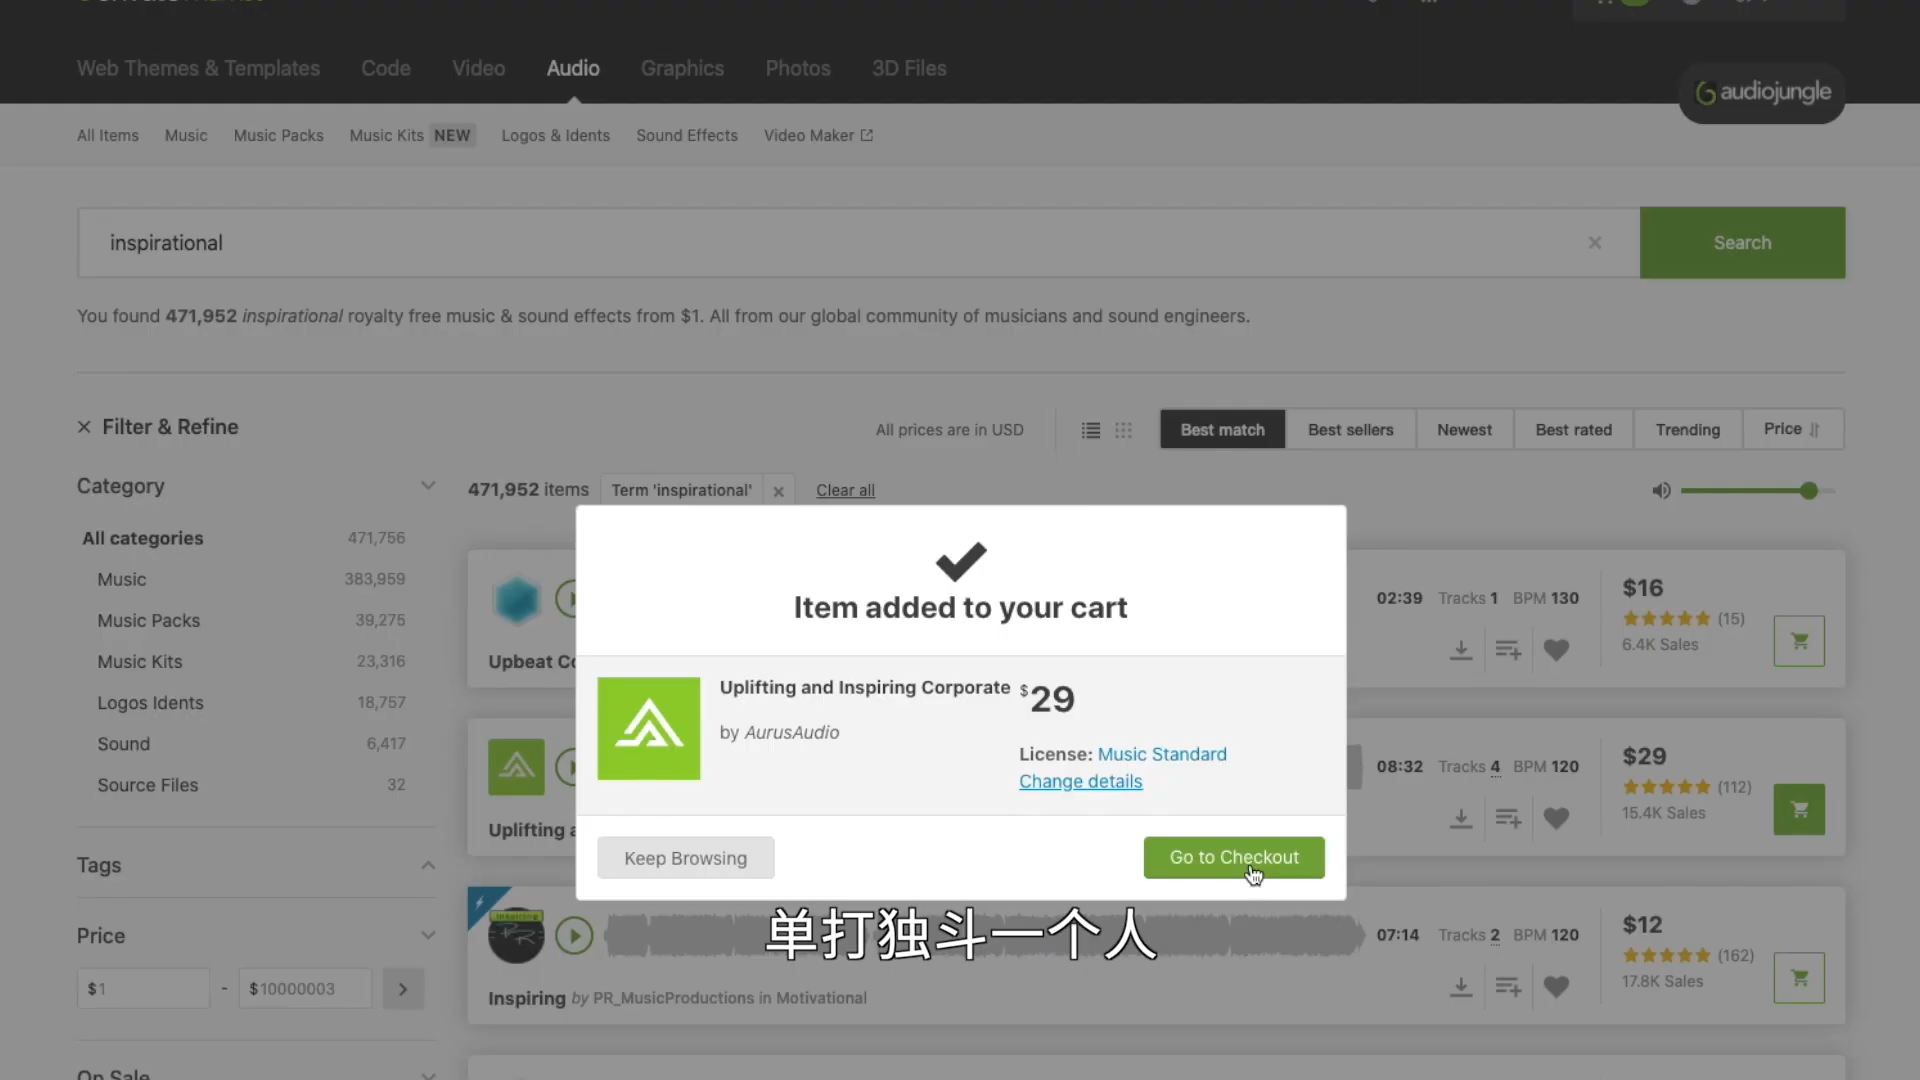 Web Themes & Templates Code Video Audio Graphics Photos 3D Files
audiojungle
All Items Music Music Packs Music Kits NEW Logos & Idents Sound Effects Video Maker
inspirational
Search
You found 471,952 inspirational royalty free music & sound effects from $1. All from our global community of musicians and sound engineers.
Filter & Refine
All prices are in USD
Best match Best sellers Newest Best rated Trending Price
Category
471,952 items Term 'inspirational' Clear all
All categories 471,756
Music 383,959
Music Packs 39,275
Music Kits 23,316
Logos Idents 18,757
Sound 6,417
Source Files 32
Tags
Price
$1 - $10000003
On Sale
02:39 Tracks 1 BPM 130
$16
(15)
6.4K Sales
Upbeat
08:32 Tracks 4 BPM 120
$29
(112)
15.4K Sales
Uplifting
Item added to your cart
Uplifting and Inspiring Corporate
by AurusAudio
$29
License: Music Standard
Change details
Keep Browsing
Go to Checkout
单打独斗一个人
Inspiring
07:14 Tracks 2 BPM 120
$12
(162)
17.8K Sales
Inspiring by PR_MusicProductions in Motivational